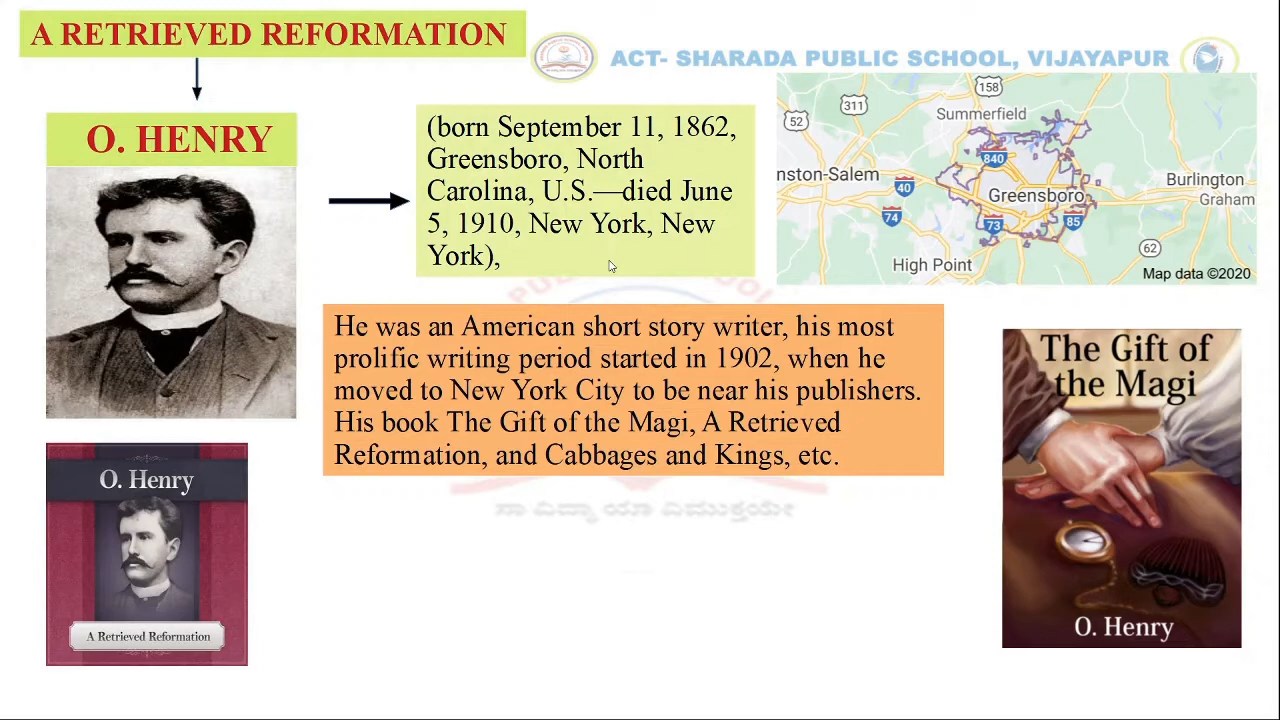 A RETRIEVED REFORMATION
ACT- SHARADA PUBLIC SCHOOL, VIJAYAPUR
O. HENRY
(born September 11, 1862,
Greensboro, North
Carolina, U.S.—died June
5, 1910, New York, New
York),
158
311
52
Summerfield
840
nston-Salem
40
Greensboro
Burlington
Graham
74
73
85
62
High Point
Map data ©2020
He was an American short story writer, his most
prolific writing period started in 1902, when he
moved to New York City to be near his publishers.
His book The Gift of the Magi, A Retrieved
Reformation, and Cabbages and Kings, etc.
The Gift of
the Magi
O. Henry
O. Henry
A Retrieved Reformation
ಸಾ ವಿದ್ಯಾ ಯಾ ವಿಮುಕ್ತಯೇ